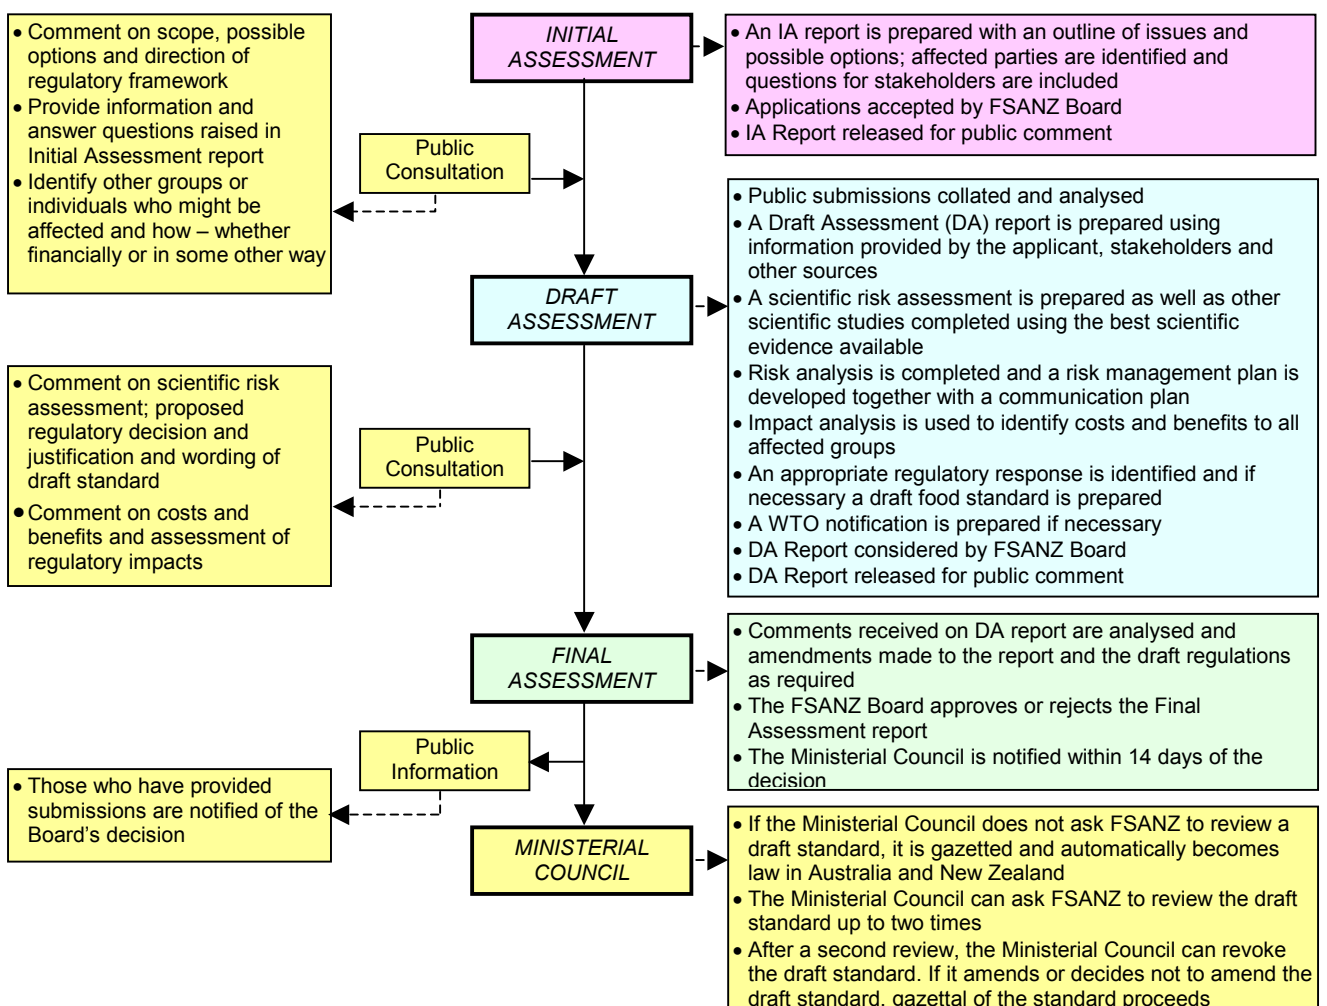 • Comment on scope, possible
options and direction of
regulatory framework
• Provide information and
answer questions raised in
Initial Assessment report
• Identify other groups or
individuals who might be
affected and how – whether
financially or in some other way
INITIAL
ASSESSMENT
• An IA report is prepared with an outline of issues and
possible options; affected parties are identified and
questions for stakeholders are included
• Applications accepted by FSANZ Board
• IA Report released for public comment
Public
Consultation
DRAFT
ASSESSMENT
• Public submissions collated and analysed
• A Draft Assessment (DA) report is prepared using
information provided by the applicant, stakeholders and
other sources
• A scientific risk assessment is prepared as well as other
scientific studies completed using the best scientific
evidence available
• Risk analysis is completed and a risk management plan is
developed together with a communication plan
• Impact analysis is used to identify costs and benefits to all
affected groups
• An appropriate regulatory response is identified and if
necessary a draft food standard is prepared
• A WTO notification is prepared if necessary
• DA Report considered by FSANZ Board
• DA Report released for public comment
• Comment on scientific risk
assessment; proposed
regulatory decision and
justification and wording of
draft standard
• Comment on costs and
benefits and assessment of
regulatory impacts
Public
Consultation
FINAL
ASSESSMENT
• Comments received on DA report are analysed and
amendments made to the report and the draft regulations
as required
• The FSANZ Board approves or rejects the Final
Assessment report
• The Ministerial Council is notified within 14 days of the
decision
Public
Information
• Those who have provided
submissions are notified of the
Board's decision
MINISTERIAL
COUNCIL
• If the Ministerial Council does not ask FSANZ to review a
draft standard, it is gazetted and automatically becomes
law in Australia and New Zealand
• The Ministerial Council can ask FSANZ to review the draft
standard up to two times
• After a second review, the Ministerial Council can revoke
the draft standard. If it amends or decides not to amend the
draft standard, gazettal of the standard proceeds